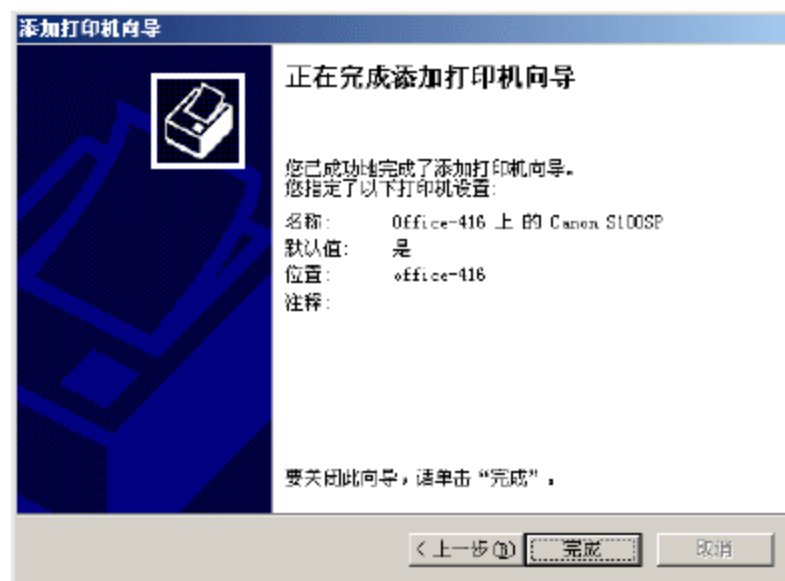 添加打印机向导
正在完成添加打印机向导
您已成功地完成了添加打印机向导。
您指定了以下打印机设置:
名称: Office-416 上 的 Canon S100SP
默认值: 是
位置: office-416
注释:
要关闭此向导，请单击“完成”。
< 上一步(B) 完成 取消